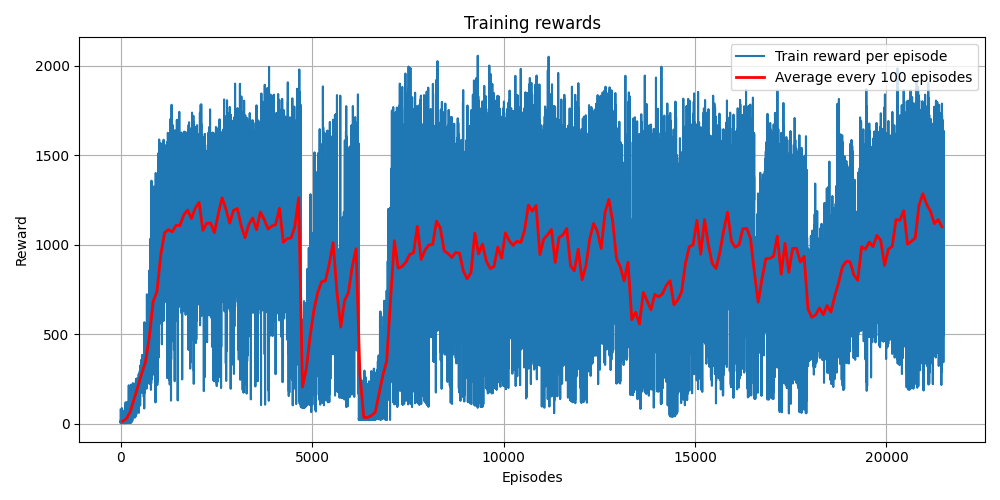 Training rewards
Train reward per episode
Average every 100 episodes
2000
1500
1000
500
0
Reward
0 5000 10000 15000 20000
Episodes